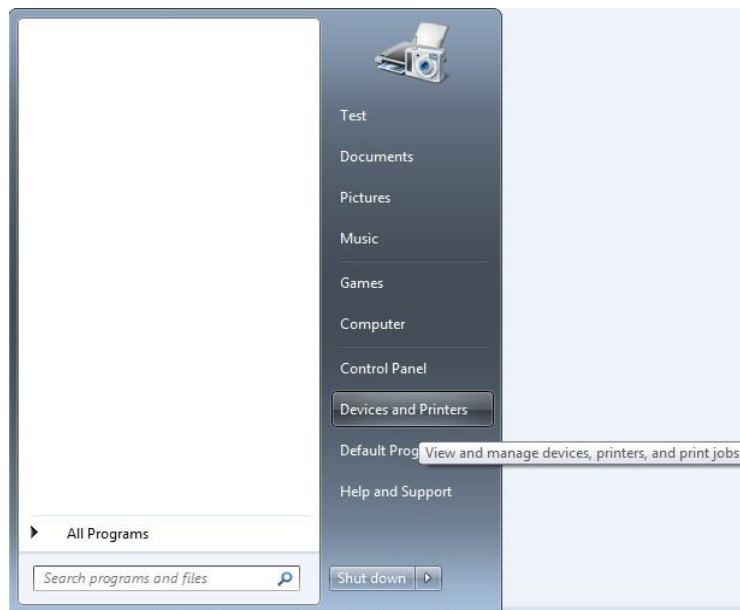 Test
Documents
Pictures
Music
Games
Computer
Control Panel
Devices and Printers
Default Prog
View and manage devices, printers, and print jobs
Help and Support
All Programs
Search programs and files
Shut down